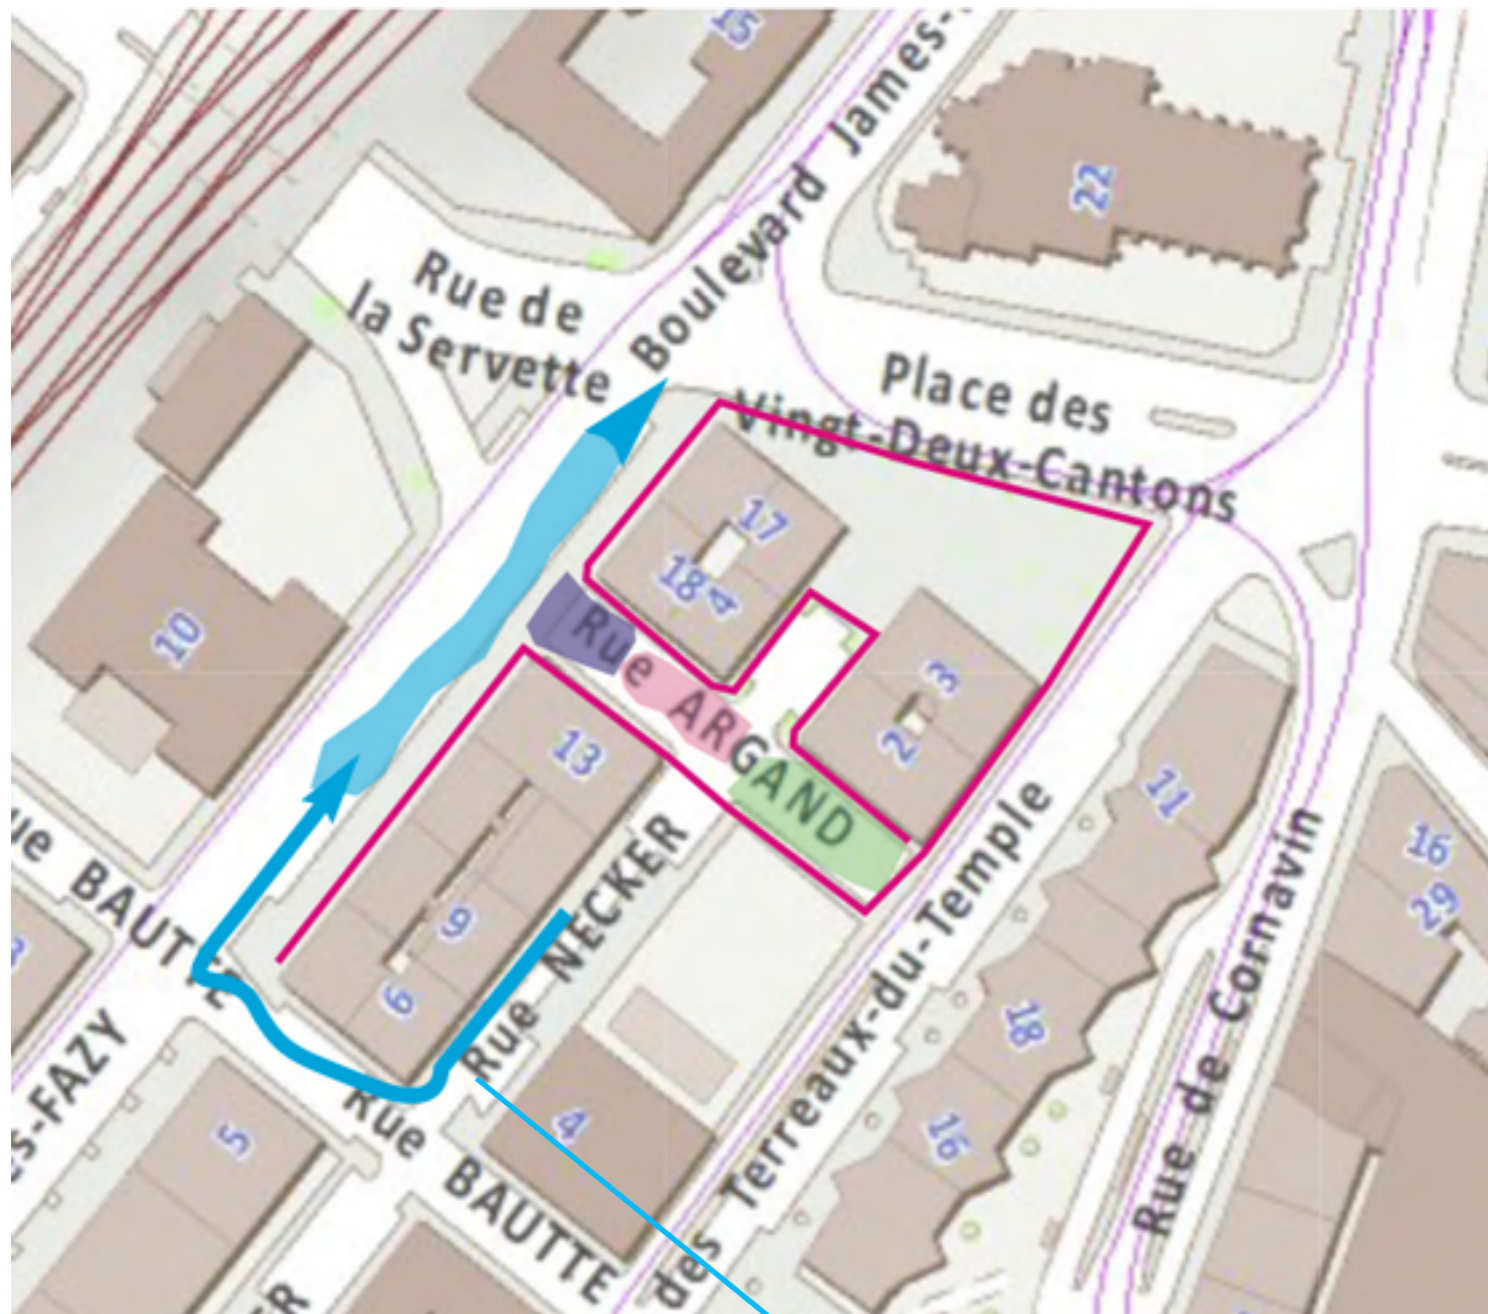 15
Boulevard James-
22
Rue de
la Servette
Place des
Vingt-Deux-Cantons
17
18
4
10
Rue ARGAND
3
2
13
11
9
6
Rue NECKER
16
29
BAUTTE
18
des Terreaux-du-Temple
Rue de Cornavin
5
4
16
Rue BAUTTE
s-FAZY